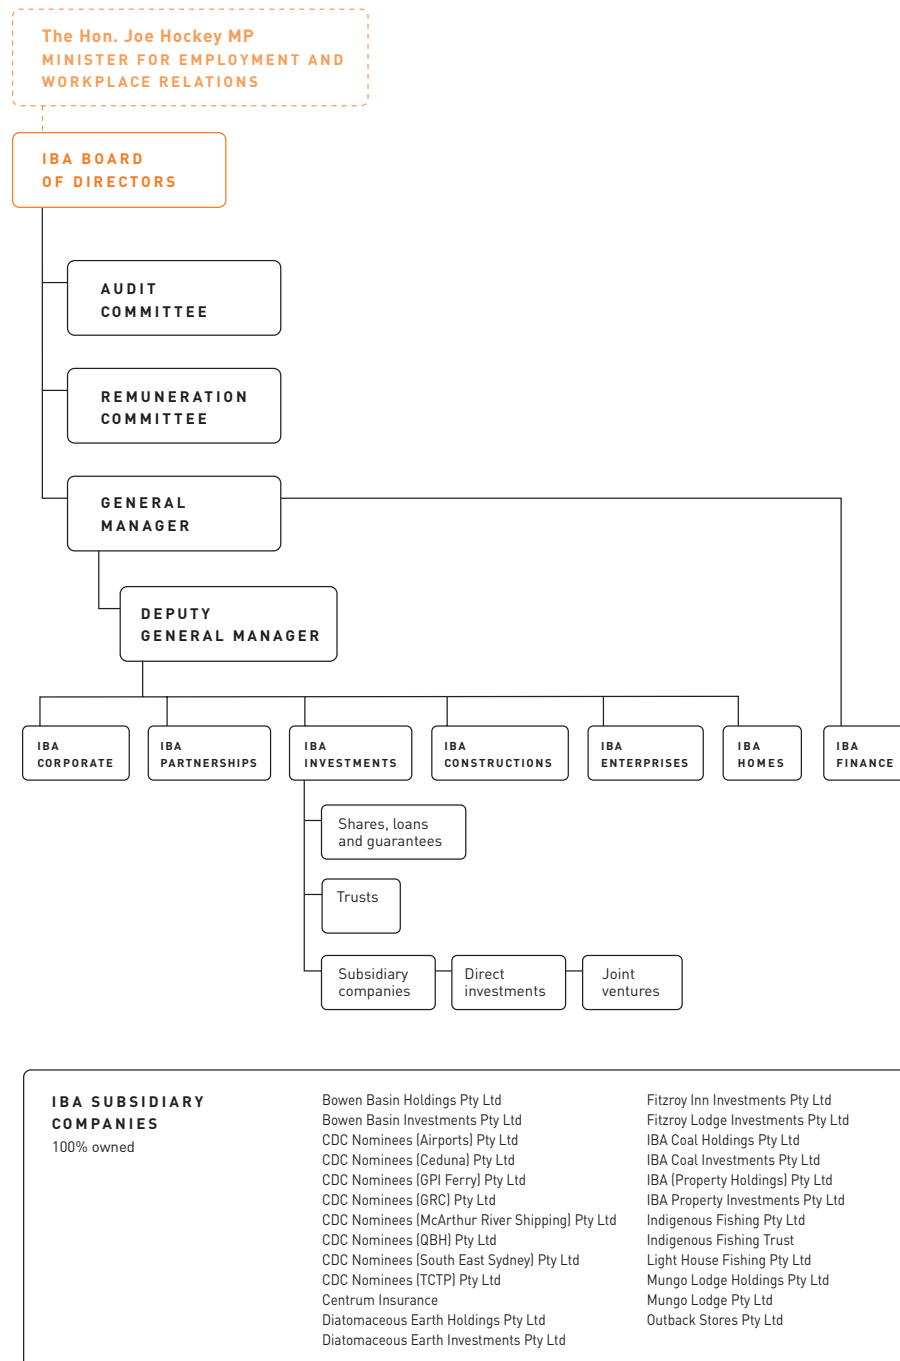 The Hon. Joe Hockey MP
MINISTER FOR EMPLOYMENT AND
WORKPLACE RELATIONS
IBA BOARD
OF DIRECTORS
AUDIT
COMMITTEE
REMUNERATION
COMMITTEE
GENERAL
MANAGER
DEPUTY
GENERAL MANAGER
IBA
CORPORATE
IBA
PARTNERSHIPS
IBA
INVESTMENTS
IBA
CONSTRUCTIONS
IBA
ENTERPRISES
IBA
HOMES
IBA
FINANCE
Shares, loans
and guarantees
Trusts
Subsidiary
companies
Direct
investments
Joint
ventures
IBA SUBSIDIARY
COMPANIES
100% owned
Bowen Basin Holdings Pty Ltd
Bowen Basin Investments Pty Ltd
CDC Nominees (Airports) Pty Ltd
CDC Nominees (Ceduna) Pty Ltd
CDC Nominees (GPI Ferry) Pty Ltd
CDC Nominees (GRC) Pty Ltd
CDC Nominees (McArthur River Shipping) Pty Ltd
CDC Nominees (QBH) Pty Ltd
CDC Nominees (South East Sydney) Pty Ltd
CDC Nominees (TCTP) Pty Ltd
Centrum Insurance
Diatomaceous Earth Holdings Pty Ltd
Diatomaceous Earth Investments Pty Ltd
Fitzroy Inn Investments Pty Ltd
Fitzroy Lodge Investments Pty Ltd
IBA Coal Holdings Pty Ltd
IBA Coal Investments Pty Ltd
IBA (Property Holdings) Pty Ltd
IBA Property Investments Pty Ltd
Indigenous Fishing Pty Ltd
Indigenous Fishing Trust
Light House Fishing Pty Ltd
Mungo Lodge Holdings Pty Ltd
Mungo Lodge Pty Ltd
Outback Stores Pty Ltd